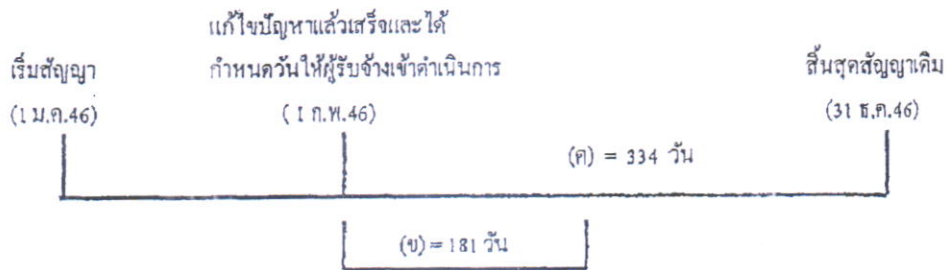 แก้ไขปัญหาแล้วเสร็จและได้
เริ่มสัญญา กำหนดวันให้ผู้รับจ้างเข้าดำเนินการ สิ้นสุดสัญญาเดิม
(1 ม.ค.46) (1 ก.พ.46) (31 ธ.ค.46)
(ค) = 334 วัน
(ข) = 181 วัน